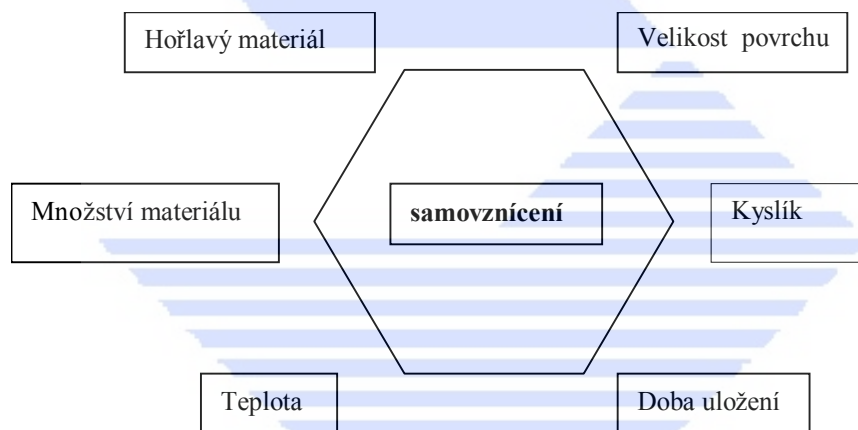 Hořlavý materiál
Velikost povrchu
Množství materiálu
samovznícení
Kyslík
Teplota
Doba uložení